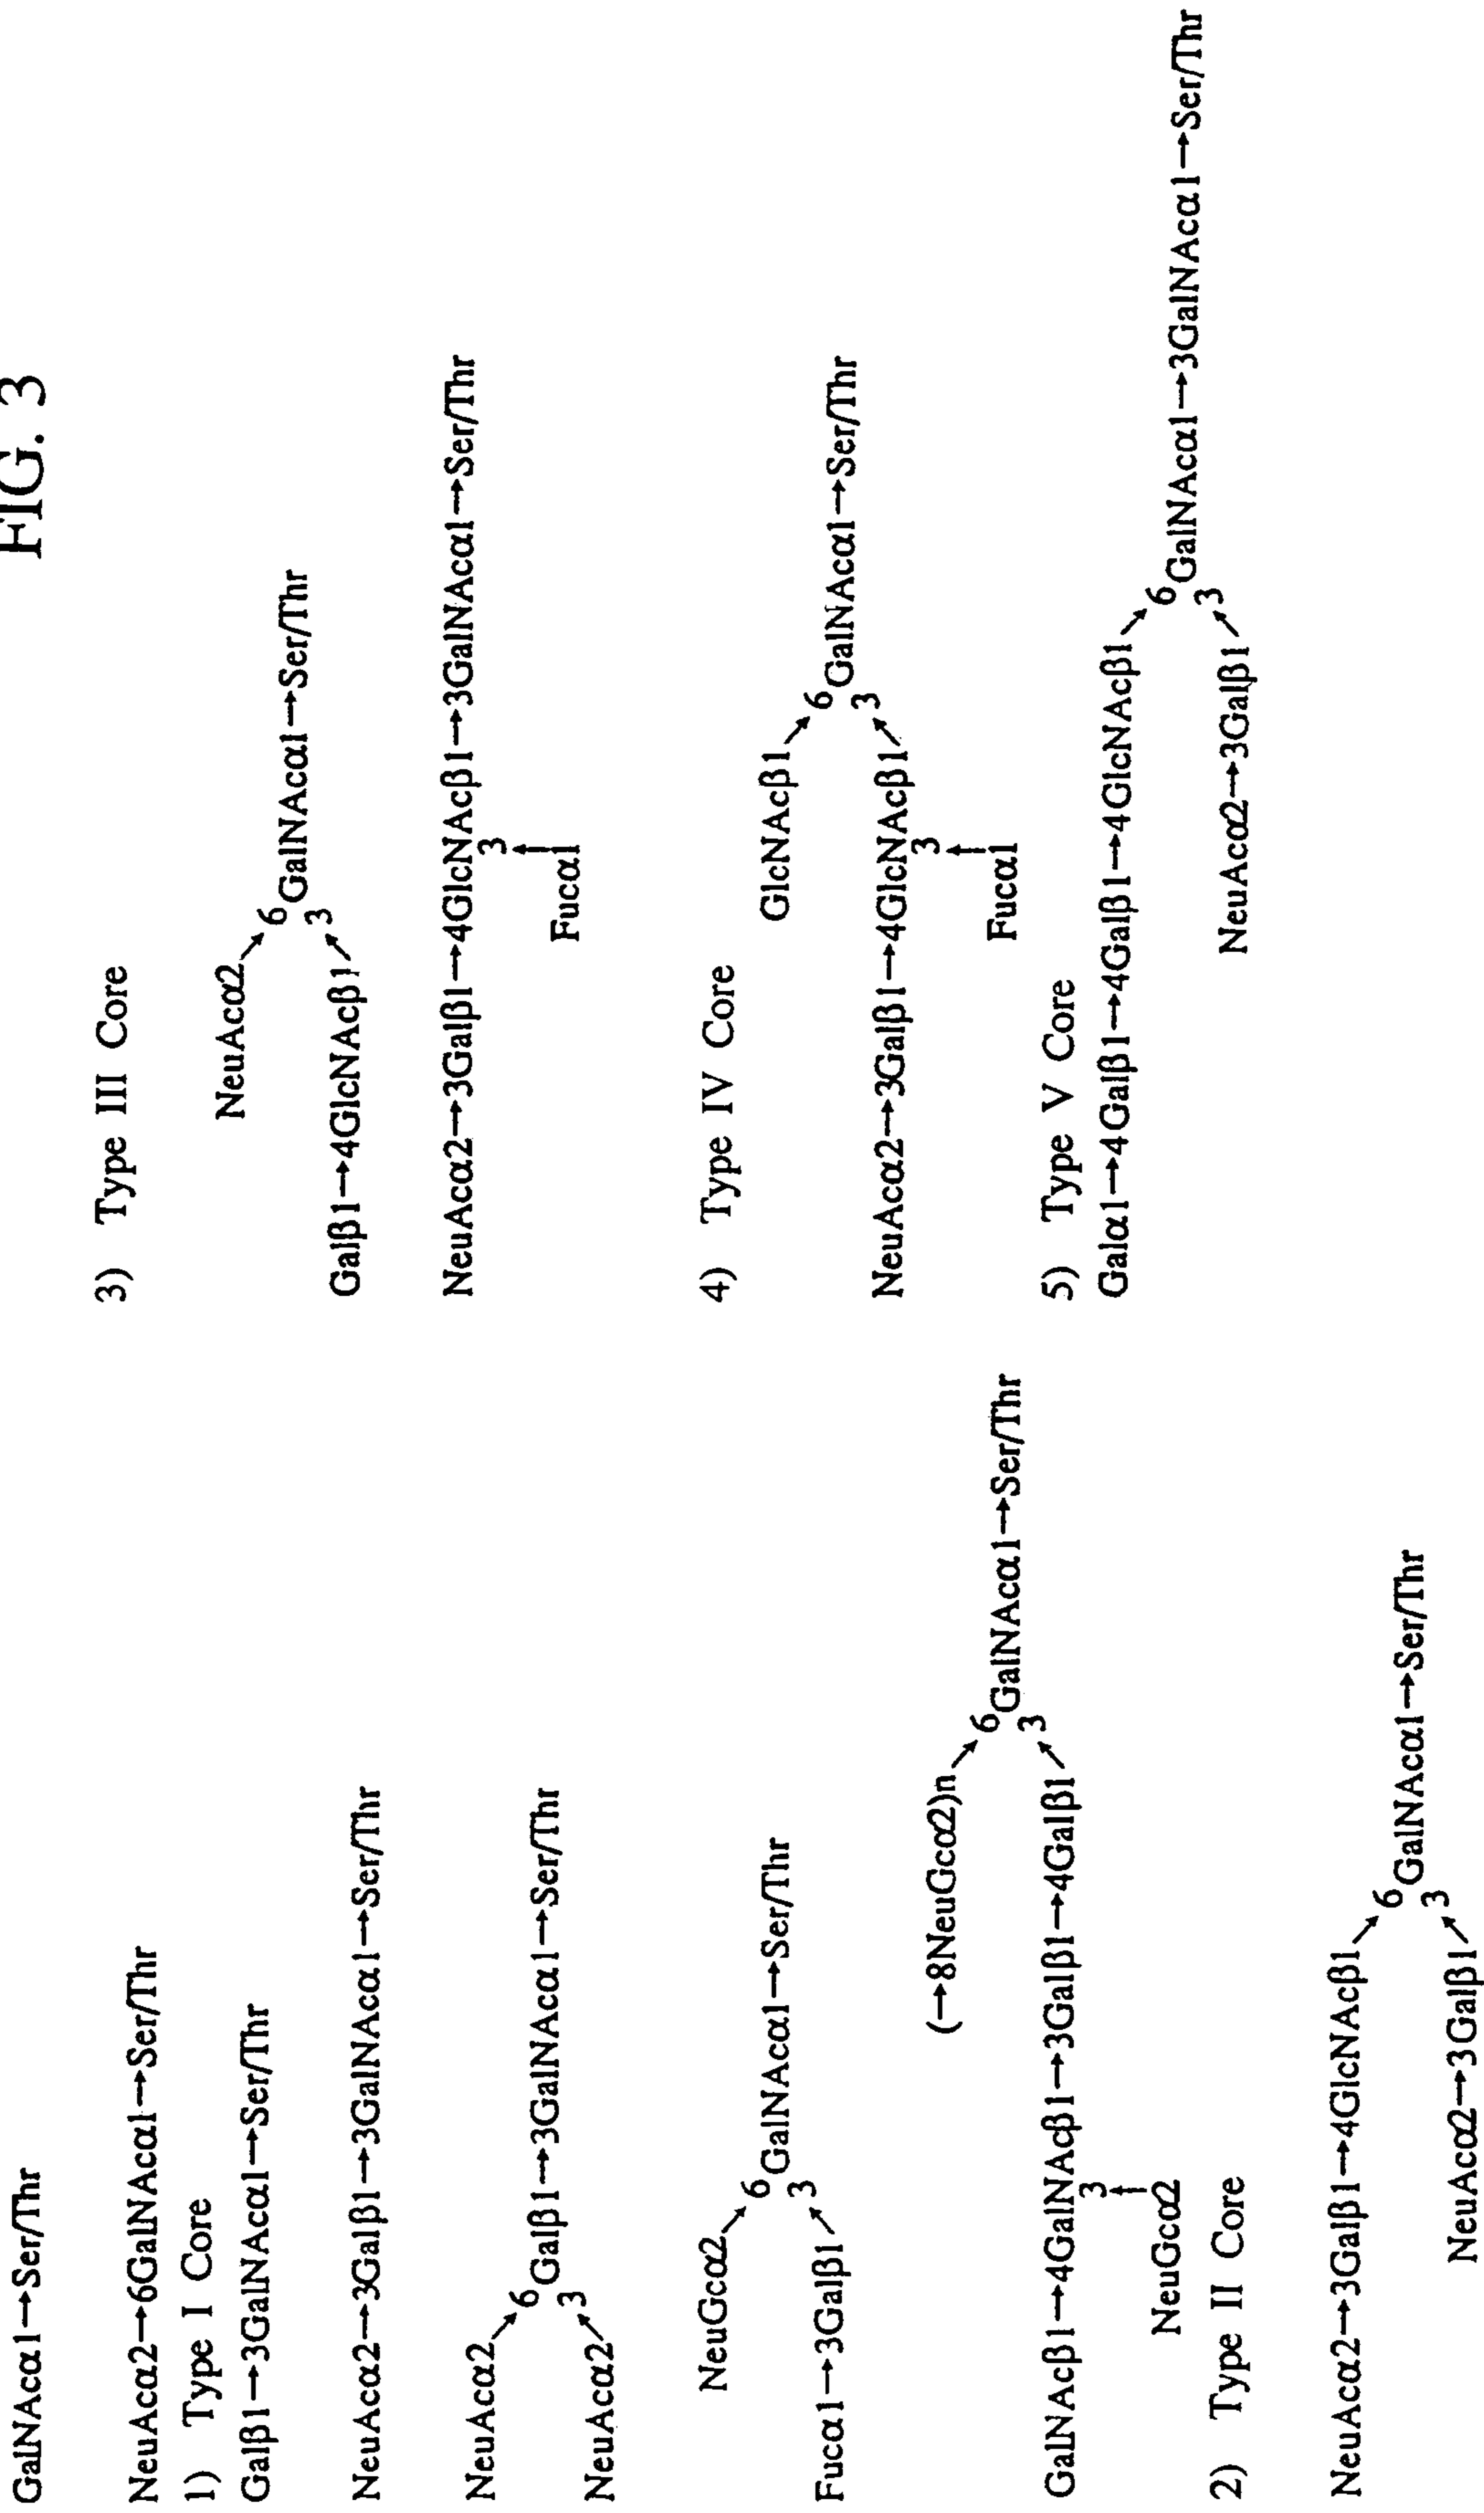 FIG. 3
GalNAcα1→Ser/Thr
NeuAcα2→6GalNAcα1→Ser/Thr
1) Type I Core
Galβ1→3GalNAcα1→Ser/Thr
NeuAcα2→3Galβ1→3GalNAcα1→Ser/Thr
NeuAcα2
6
Galβ1→3GalNAcα1→Ser/Thr
3
NeuAcα2
NeuGcα2
6
GalNAcα1→Ser/Thr
3
Fucα1→3Galβ1
(→8NeuGcα2)n
6
GalNAcα1→Ser/Thr
3
GalNAcβ1→4GalNAcβ1→3Galβ1→4Galβ1
3
↑
NeuGcα2
2) Type II Core
NeuAcα2→3Galβ1→4GlcNAcβ1
6
GalNAcα1→Ser/Thr
3
NeuAcα2→3Galβ1
3) Type III Core
NeuAcα2
6
GalNAcα1→Ser/Thr
3
Galβ1→4GlcNAcβ1
NeuAcα2→3Galβ1→4GlcNAcβ1→3GalNAcα1→Ser/Thr
3
↑
Fucα1
4) Type IV Core
GlcNAcβ1
6
GalNAcα1→Ser/Thr
3
NeuAcα2→3Galβ1→4GlcNAcβ1
3
↑
Fucα1
5) Type V Core
Galα1→4Galβ1→4Galβ1→4GlcNAcβ1
6
GalNAcα1→3GalNAcα1→Ser/Thr
3
NeuAcα2→3Galβ1